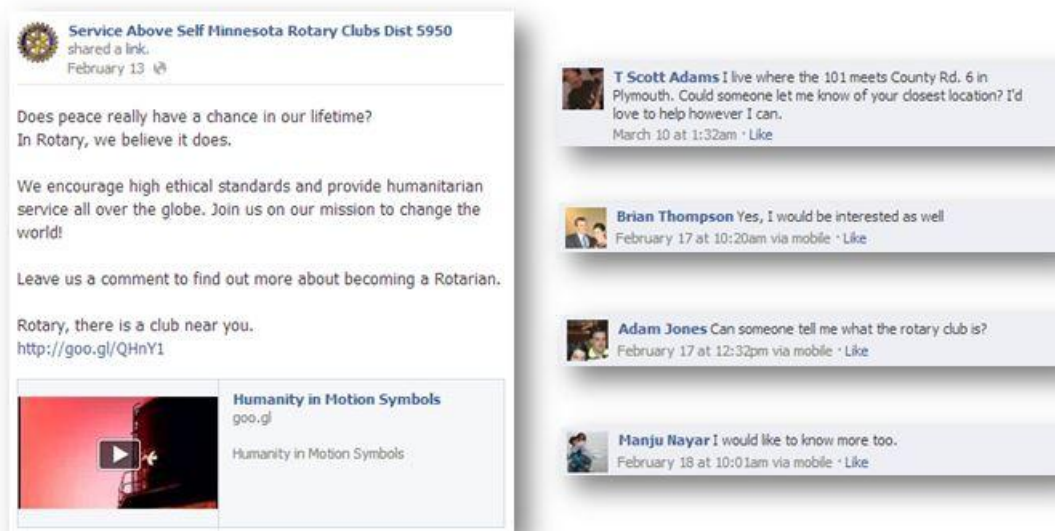 Service Above Self Minnesota Rotary Clubs Dist 5950
shared a link.
February 13
Does peace really have a chance in our lifetime?
In Rotary, we believe it does.
We encourage high ethical standards and provide humanitarian
service all over the globe. Join us on our mission to change the
world!
Leave us a comment to find out more about becoming a Rotarian.
Rotary, there is a club near you.
http://goo.gl/QHnY1
Humanity in Motion Symbols
goo.gl
Humanity in Motion Symbols
T Scott Adams I live where the 101 meets County Rd. 6 in
Plymouth. Could someone let me know of your closest location? I'd
love to help however I can.
March 10 at 1:32am · Like
Brian Thompson Yes, I would be interested as well
February 17 at 10:20am via mobile · Like
Adam Jones Can someone tell me what the rotary club is?
February 17 at 12:32pm via mobile · Like
Manju Nayar I would like to know more too.
February 18 at 10:01am via mobile · Like